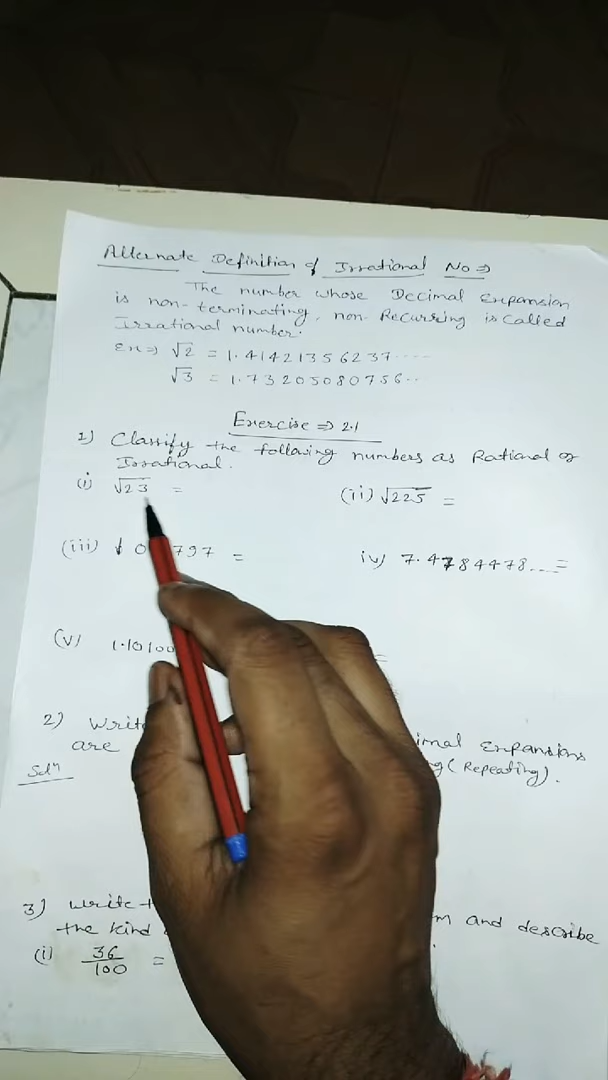 Alternate Definition of Irrational No ⇒
The number whose Decimal Expansion
is non-terminating, non-Recurring is called
Irrational number.
Ex ⇒ √2 = 1.41421356237.....
√3 = 1.73205080756...
Exercise ⇒ 2.1
1) Classify the following numbers as Rational or
Irrational.
(i) √23 = (ii) √225 =
(iii) 797 = iv) 7.4784478.... =
(v) =
2) imal Expansions
are (Repeating).
Solⁿ
3) Write and describe
the kind
(i) 36/100 =